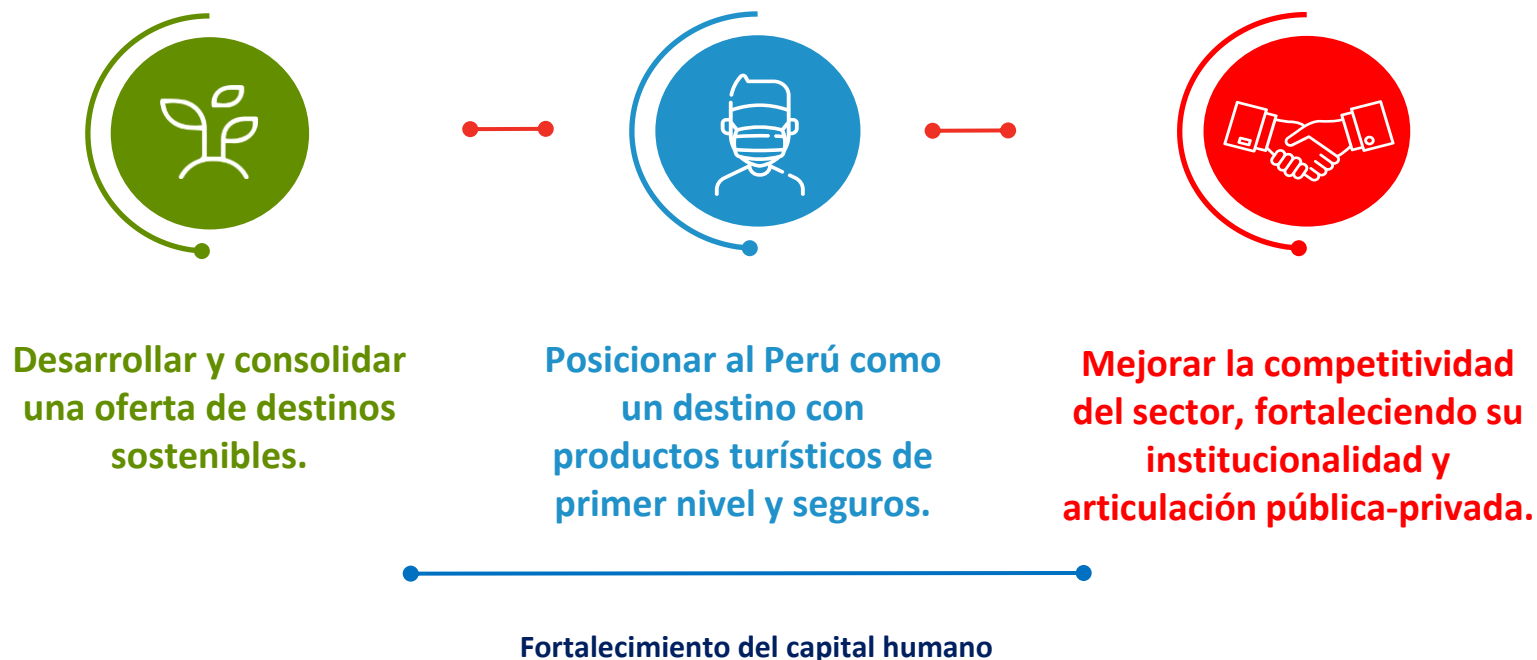 Desarrollar y consolidar
una oferta de destinos
sostenibles.
Posicionar al Perú como
un destino con
productos turísticos de
primer nivel y seguros.
Mejorar la competitividad
del sector, fortaleciendo su
institucionalidad y
articulación pública-privada.
Fortalecimiento del capital humano